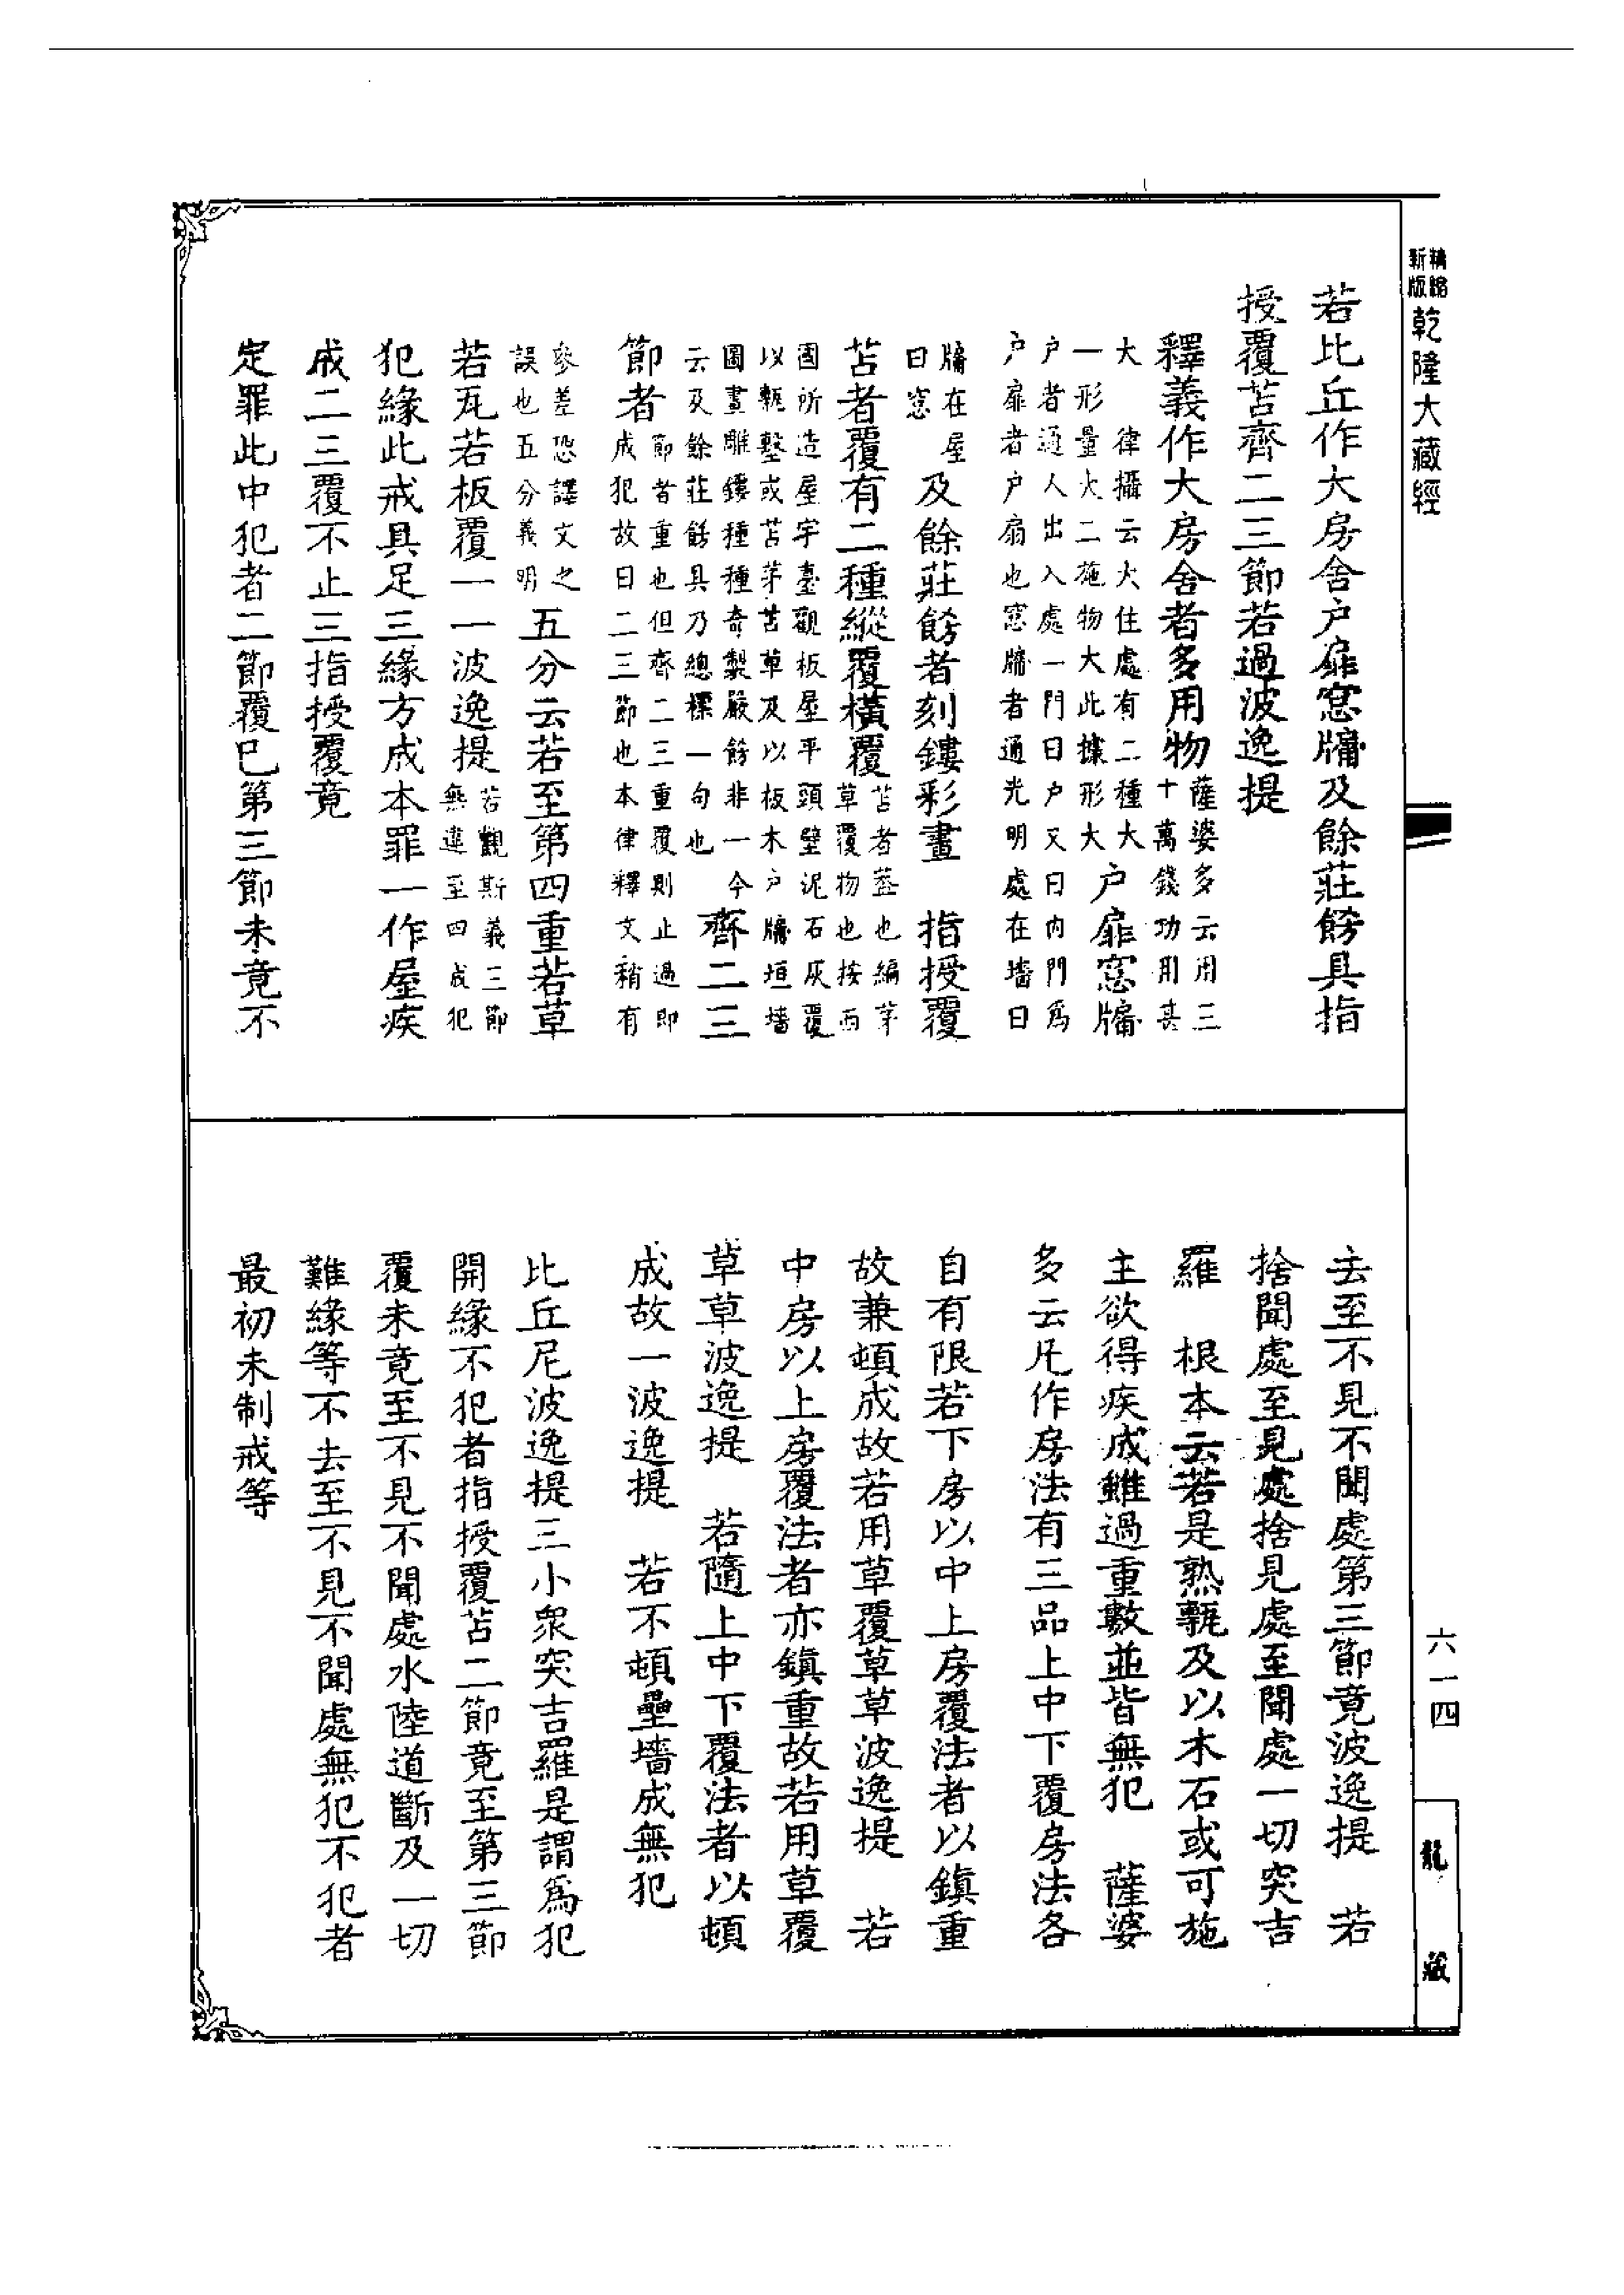 精縮新版乾隆大藏經
若比丘作大房舍户扉窓牖及餘莊餝具指
授覆苫齊二三節若過波逸提
釋義作大房舍者多用物薩婆多云用三十萬錢功用甚
大 律攝云大住處有二種大一形量大二施物大此據形大户扉窓牖
户者通人出入處一門曰户又曰内門爲户扉者户扇也窓牖者通光明處在墻曰
牖在屋曰窓及餘莊餝者刻鏤彩畫 指授覆
苫者覆有二種縱覆橫覆苫者葢也編茅草覆物也按西
國所造屋宇臺觀板屋平頭壁泥石灰覆以甎墼或苫茅苫草及以板木户牖垣墻
圖畫雕鏤種種奇製嚴餝非一今云及餘莊餝具乃總標一句也齊二三
節者節者重也但齊二三重覆則止過即成犯故曰二三節也本律釋文稍有
參差恐譯文之誤也五分義明五分云若至第四重若草
若瓦若板覆一一波逸提若觀斯義三節無違至四成犯
犯緣此戒具足三緣方成本罪一作屋疾
成二三覆不止三指授覆竟
定罪此中犯者二節覆已第三節未竟不
去至不見不聞處第三節竟波逸提 若
捨聞處至見處捨見處至聞處一切突吉
羅 根本云若是熟甎及以木石或可施
主欲得疾成雖過重數並皆無犯 薩婆
多云凡作房法有三品上中下覆房法各
自有限若下房以中上房覆法者以鎮重
故兼頓成故若用草覆草草波逸提 若
中房以上房覆法者亦鎮重故若用草覆
草草波逸提 若隨上中下覆法者以頓
成故一波逸提 若不頓壘墻成無犯
比丘尼波逸提三小衆突吉羅是謂爲犯
開緣不犯者指授覆苫二節竟至第三節
覆未竟至不見不聞處水陸道斷及一切
難緣等不去至不見不聞處無犯不犯者
最初未制戒等
六一四
龍藏